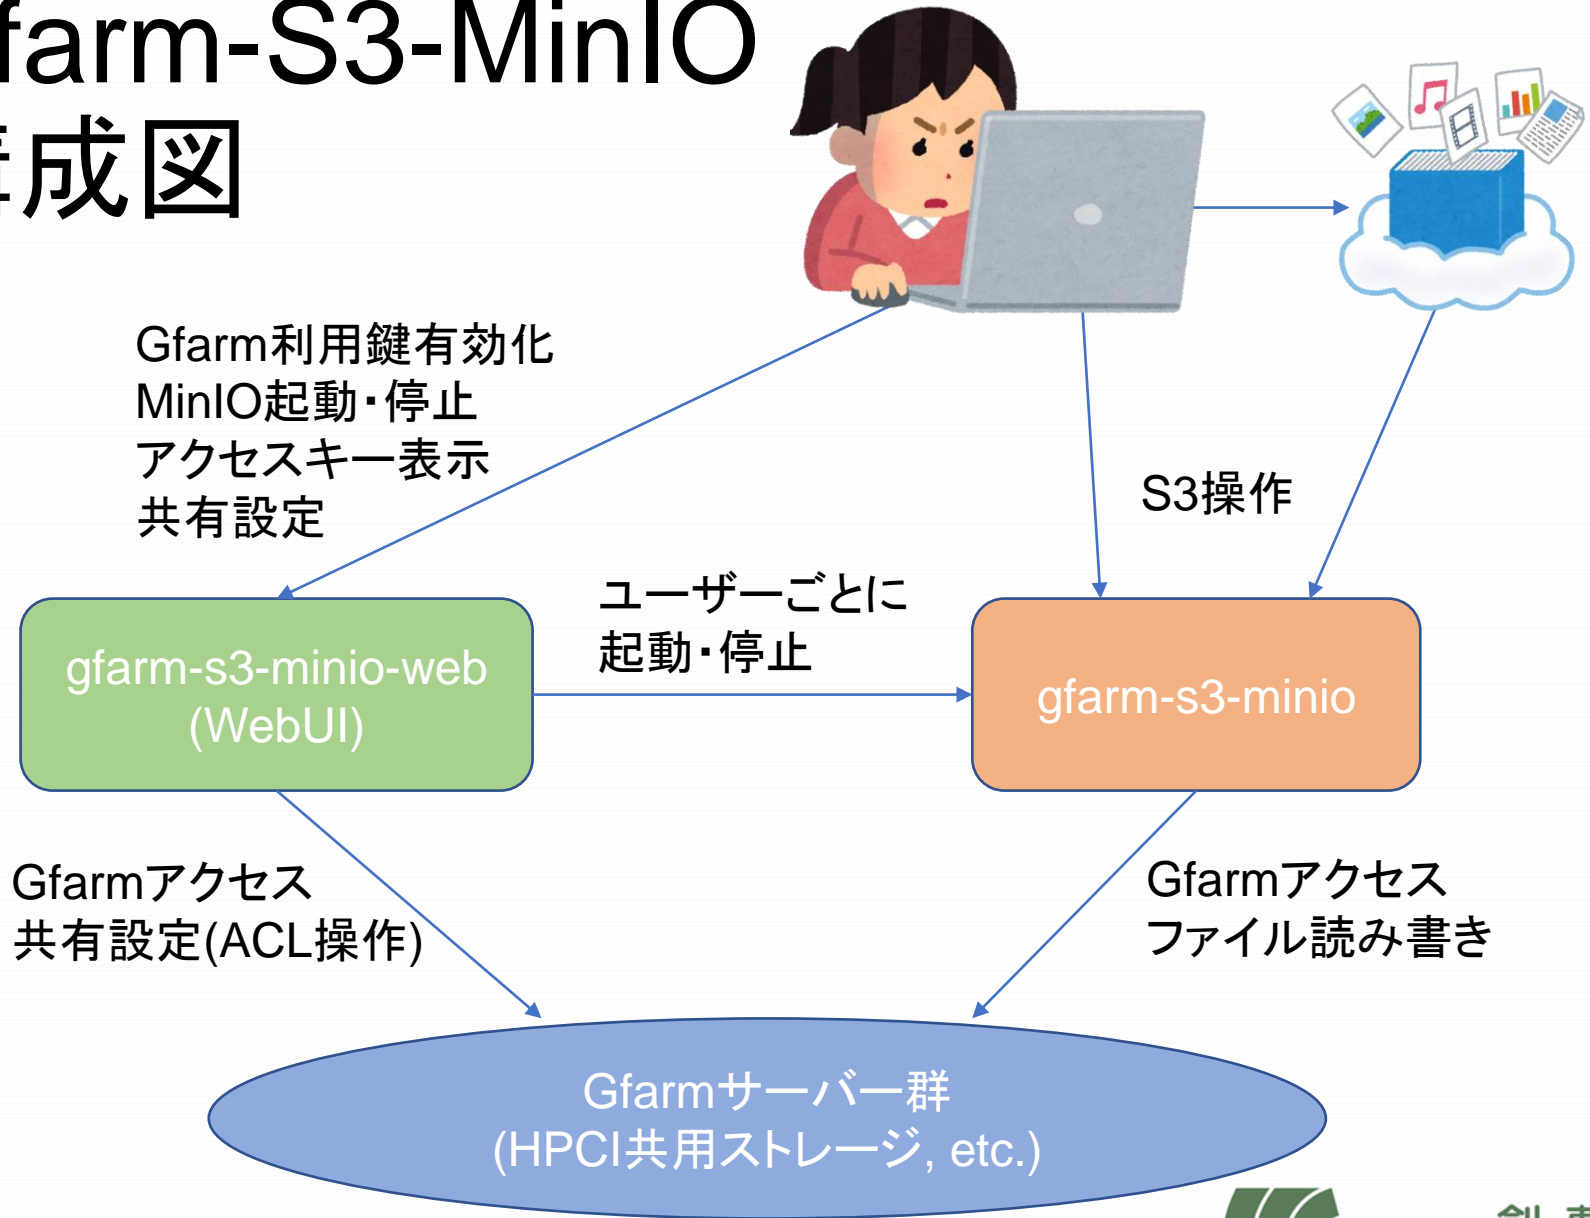 farm-S3-MinIO
構成図
Gfarm利用鍵有効化
MinIO起動・停止
アクセスキー表示
共有設定
S3操作
ユーザーごとに
起動・停止
gfarm-s3-minio-web
(WebUI)
gfarm-s3-minio
Gfarmアクセス
共有設定(ACL操作)
Gfarmアクセス
ファイル読み書き
Gfarmサーバー群
(HPCI共用ストレージ, etc.)